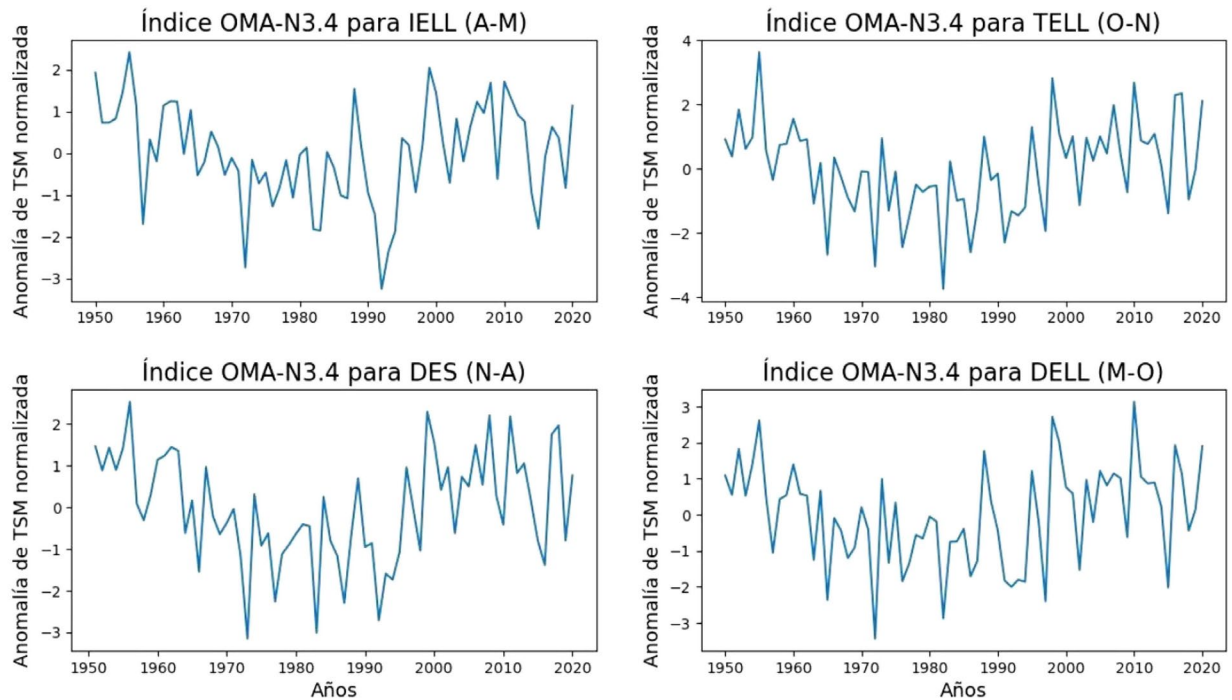 Índice OMA-N3.4 para IELL (A-M)
Anomalía de TSM normalizada
2
1
0
−1
−2
−3
1950 1960 1970 1980 1990 2000 2010 2020
Índice OMA-N3.4 para TELL (O-N)
Anomalía de TSM normalizada
4
2
0
−2
−4
1950 1960 1970 1980 1990 2000 2010 2020
Índice OMA-N3.4 para DES (N-A)
Anomalía de TSM normalizada
2
1
0
−1
−2
−3
1950 1960 1970 1980 1990 2000 2010 2020
Años
Índice OMA-N3.4 para DELL (M-O)
Anomalía de TSM normalizada
3
2
1
0
−1
−2
−3
1950 1960 1970 1980 1990 2000 2010 2020
Años